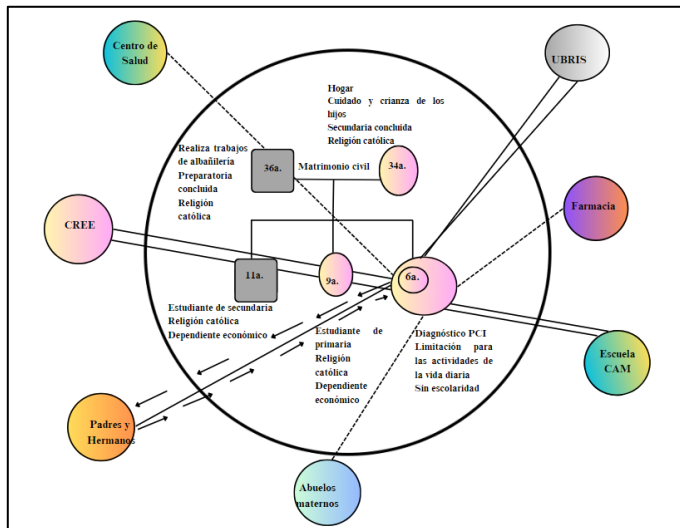 Centro de
Salud
UBRIS
Hogar
Cuidado y crianza de los
hijos
Secundaria concluida
Religión católica
Realiza trabajos
de albañilería
Preparatoria
concluida
Religión
católica
36a.
Matrimonio civil
34a.
Farmacia
CREE
11a.
9a.
6a.
Estudiante de secundaria
Religión católica
Dependiente económico
Estudiante de
primaria
Religión
católica
Dependiente
económico
Diagnóstico PCI
Limitación para
las actividades de
la vida diaria
Sin escolaridad
Escuela
CAM
Padres y
Hermanos
Abuelos
maternos